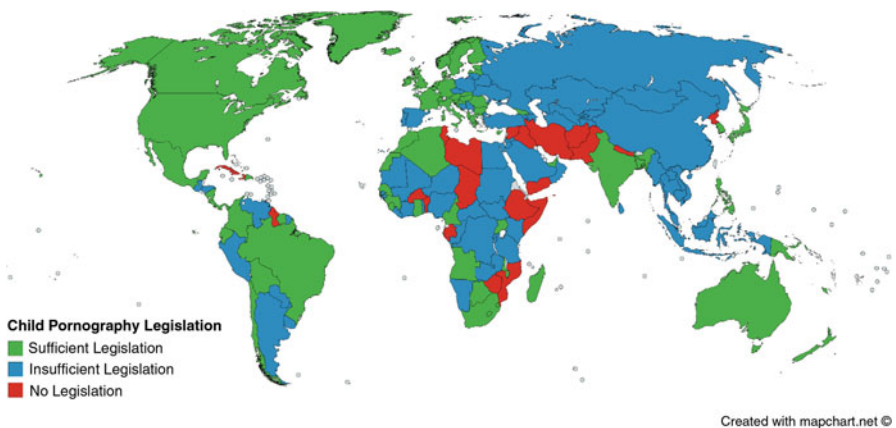 Child Pornography Legislation
Sufficient Legislation
Insufficient Legislation
No Legislation
Created with mapchart.net ©